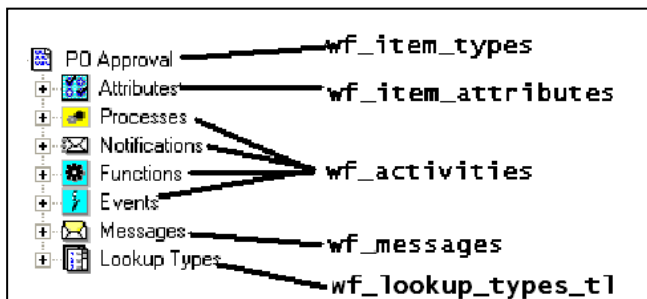 PO Approval wf_item_types
Attributes wf_item_attributes
Processes
Notifications
Functions wf_activities
Events
Messages wf_messages
Lookup Types wf_lookup_types_tl